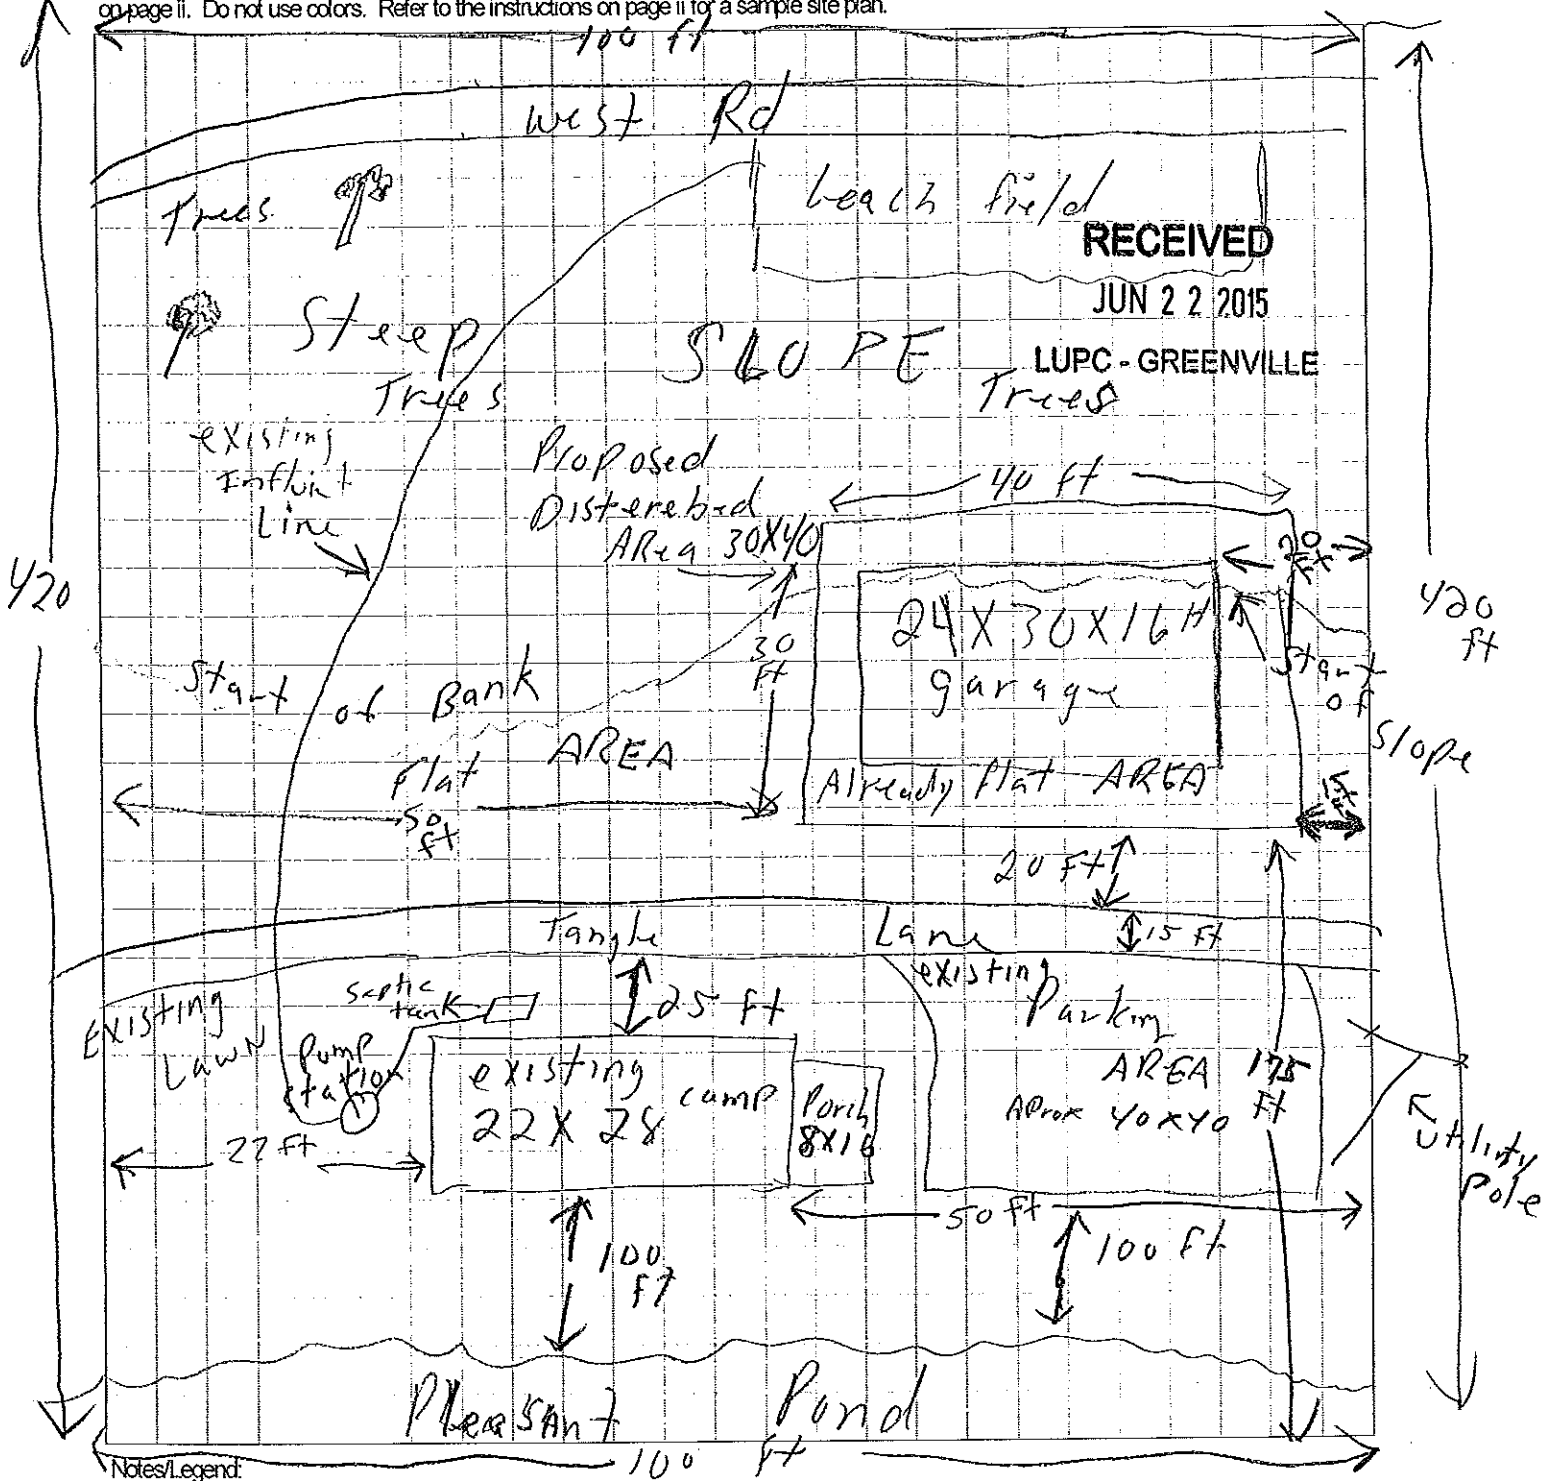 on page ii. Do not use colors. Refer to the instructions on page ii for a sample site plan.
100 ft
West Rd
Trees
Leach field
RECEIVED
JUN 22 2015
LUPC - GREENVILLE
Steep SLOPE
Trees
Trees
existing
Influint
Line
Proposed
Disterebed
ARea 30X40
40 ft
20
ft
420
420
ft
24X30X16H
garage
30
FT
Start
of
Slope
Start of Bank
Flat AREA
Already flat AREA
50
ft
15
ft
20 Ft
Tangle Lane
15 ft
existing
Parking
AREA
Aprox 40X40
175
Ft
septic
tank
25 ft
Existing
LAWN
Pump
station
existing
22X28
camp
Porch
8X16
22 ft
Utility
Pole
50 ft
100
FT
100 Ft
Pleasant Pond
100 ft
Notes/Legend: